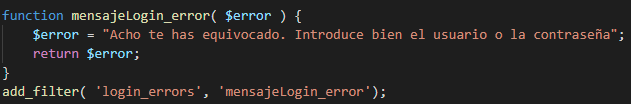 function mensajeLogin_error( $error ) {
    $error = "Acho te has equivocado. Introduce bien el usuario o la contraseña";
    return $error;
}
add_filter( 'login_errors', 'mensajeLogin_error');